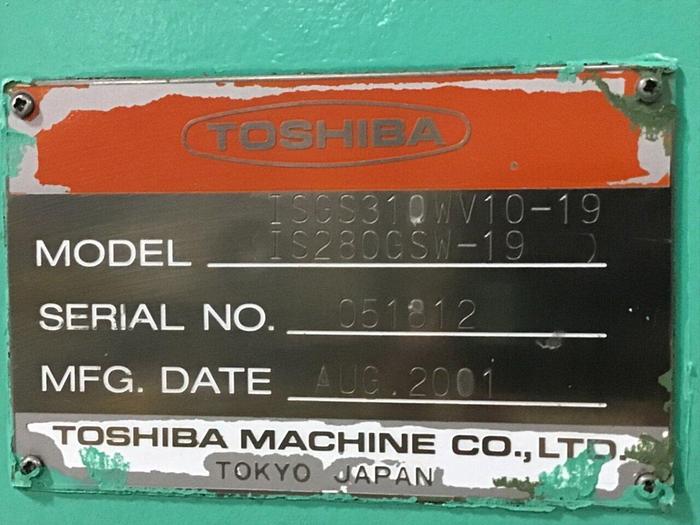 TOSHIBA
ISGS310WV10-19
MODEL (IS280GSW-19 )
SERIAL NO. 051812
MFG. DATE AUG.2001
TOSHIBA MACHINE CO.,LTD.
TOKYO JAPAN